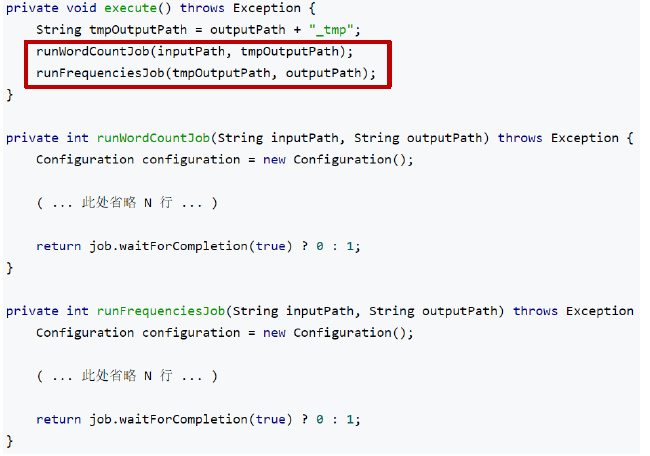 private void execute() throws Exception {
    String tmpOutputPath = outputPath + "_tmp";
    runWordCountJob(inputPath, tmpOutputPath);
    runFrequenciesJob(tmpOutputPath, outputPath);
}
private int runWordCountJob(String inputPath, String outputPath) throws Exception {
    Configuration configuration = new Configuration();
    ( ... 此处省略 N 行 ... )
    return job.waitForCompletion(true) ? 0 : 1;
}
private int runFrequenciesJob(String inputPath, String outputPath) throws Exception
    Configuration configuration = new Configuration();
    ( ... 此处省略 N 行 ... )
    return job.waitForCompletion(true) ? 0 : 1;
}